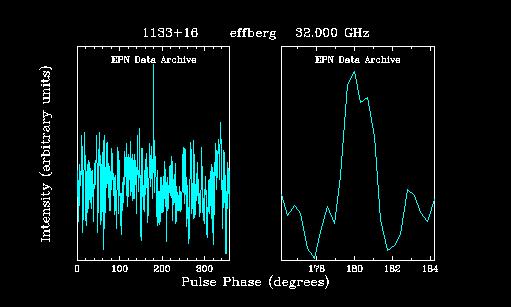 1133+16 effberg 32.000 GHz
EPN Data Archive EPN Data Archive
Intensity (arbitrary units)
0 100 200 300 178 180 182 184
Pulse Phase (degrees)